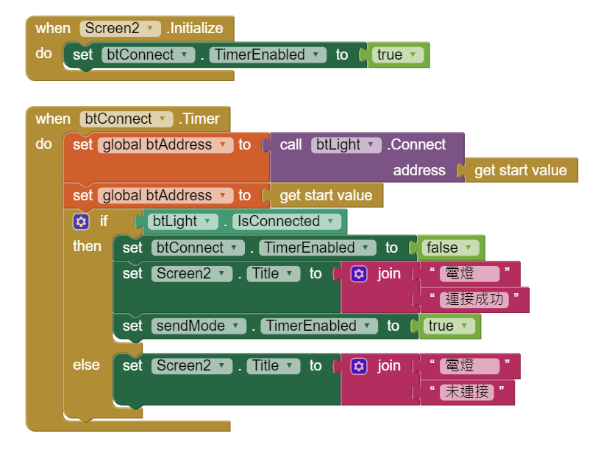 when Screen2 .Initialize
do set btConnect . TimerEnabled to true
when btConnect .Timer
do set global btAddress to call btLight .Connect
address get start value
set global btAddress to get start value
if btLight . IsConnected
then set btConnect . TimerEnabled to false
set Screen2 . Title to join " 電燈 "
" 連接成功 "
set sendMode . TimerEnabled to true
else set Screen2 . Title to join " 電燈 "
" 未連接 "